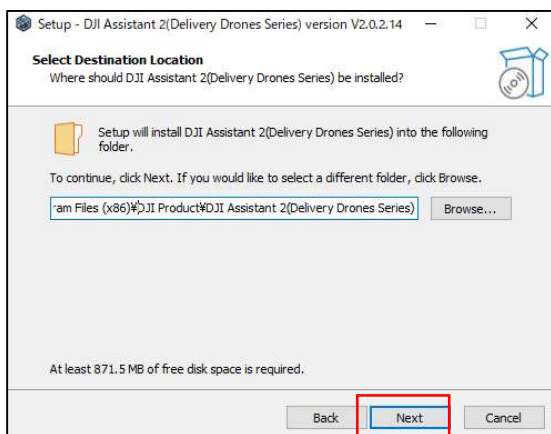 Setup - DJI Assistant 2(Delivery Drones Series) version V2.0.2.14
Select Destination Location
Where should DJI Assistant 2(Delivery Drones Series) be installed?
Setup will install DJI Assistant 2(Delivery Drones Series) into the following
folder.
To continue, click Next. If you would like to select a different folder, click Browse.
ram Files (x86)¥DJI Product¥DJI Assistant 2(Delivery Drones Series)
Browse...
At least 871.5 MB of free disk space is required.
Back
Next
Cancel